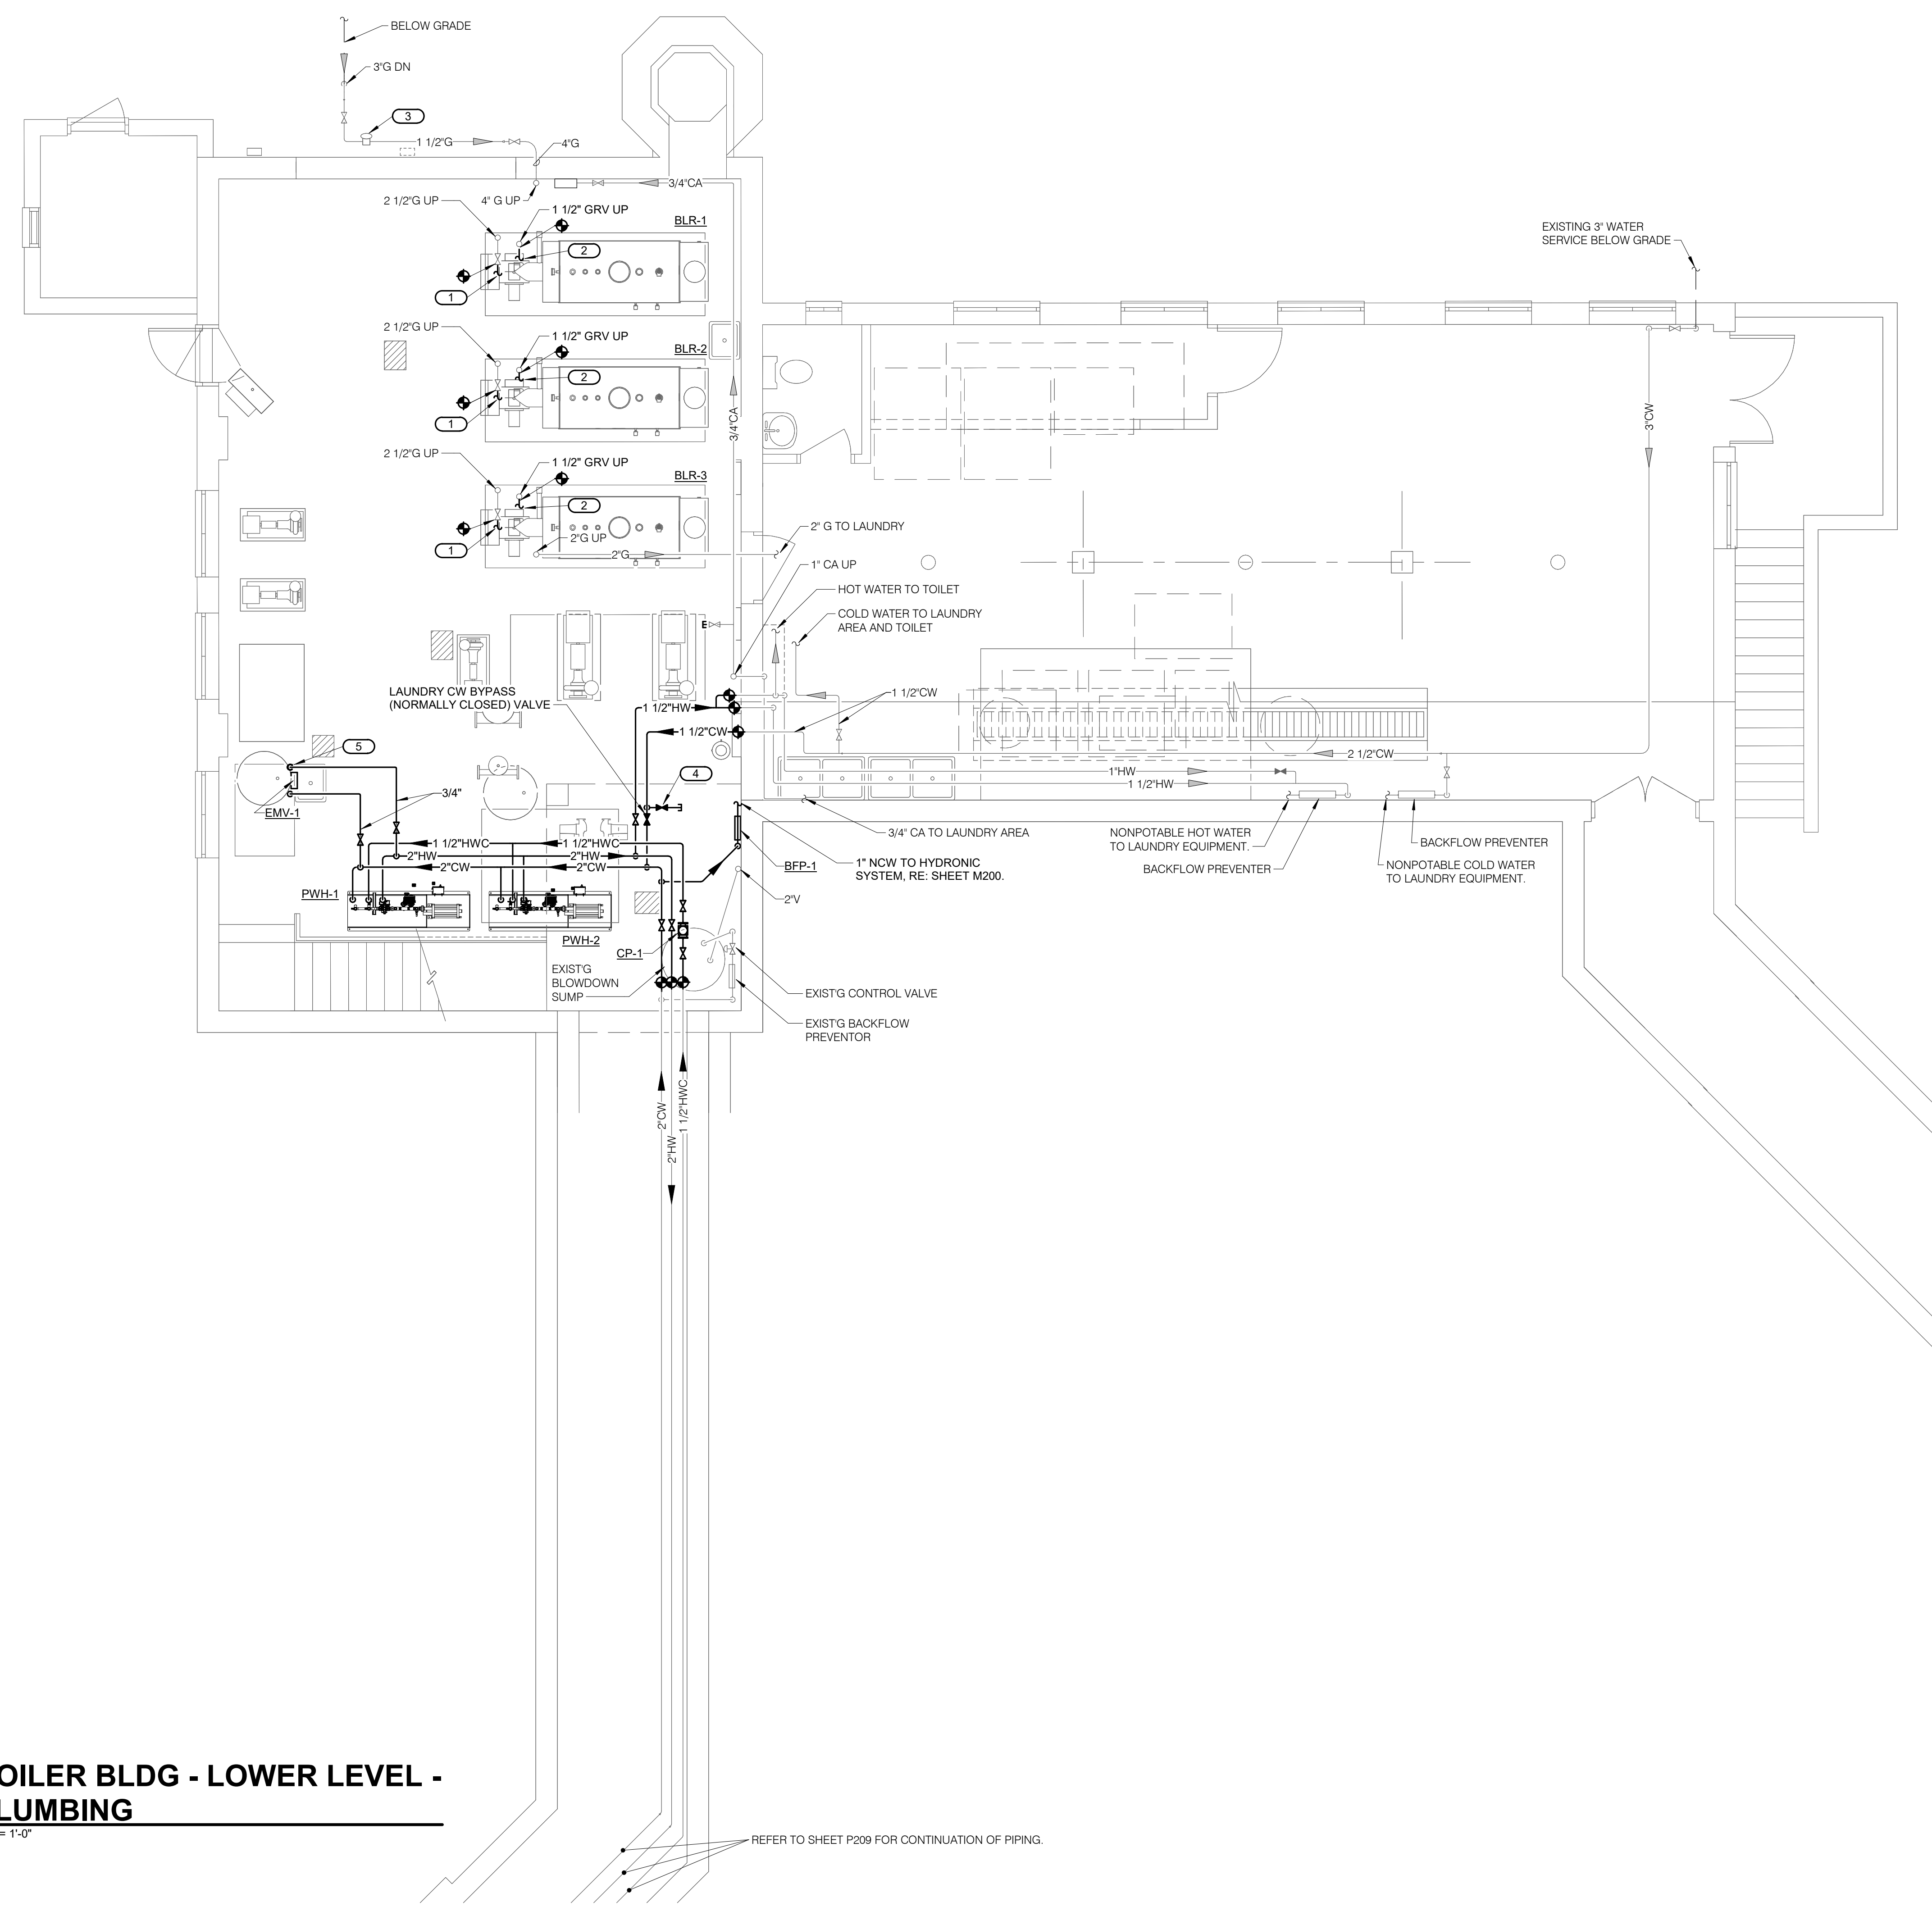 BELOW GRADE
3"G DN
3
1 1/2"G
4"G
3/4"CA
2 1/2"G UP
4" G UP
1 1/2" GRV UP
BLR-1
2
1
EXISTING 3" WATER
SERVICE BELOW GRADE
2 1/2"G UP
1 1/2" GRV UP
BLR-2
2
1
3/4"CA
3"CW
2 1/2"G UP
1 1/2" GRV UP
BLR-3
2
1
2"G UP
2"G
2" G TO LAUNDRY
1" CA UP
HOT WATER TO TOILET
COLD WATER TO LAUNDRY
AREA AND TOILET
E
LAUNDRY CW BYPASS
(NORMALLY CLOSED) VALVE
1 1/2"HW
1 1/2"CW
1 1/2"CW
5
4
2 1/2"CW
1"HW
1 1/2"HW
3/4"
EMV-1
3/4" CA TO LAUNDRY AREA
NONPOTABLE HOT WATER
TO LAUNDRY EQUIPMENT.
BACKFLOW PREVENTER
BACKFLOW PREVENTER
NONPOTABLE COLD WATER
TO LAUNDRY EQUIPMENT.
1 1/2"HWC
1 1/2"HWC
2"HW
2"HW
2"CW
2"CW
BFP-1
1" NCW TO HYDRONIC
SYSTEM, RE: SHEET M200.
PWH-1
2"V
PWH-2
CP-1
EXIST'G
BLOWDOWN
SUMP
EXIST'G CONTROL VALVE
EXIST'G BACKFLOW
PREVENTOR
2"CW
2"HW
1 1/2"HWC
OILER BLDG - LOWER LEVEL -
LUMBING
= 1'-0"
REFER TO SHEET P209 FOR CONTINUATION OF PIPING.